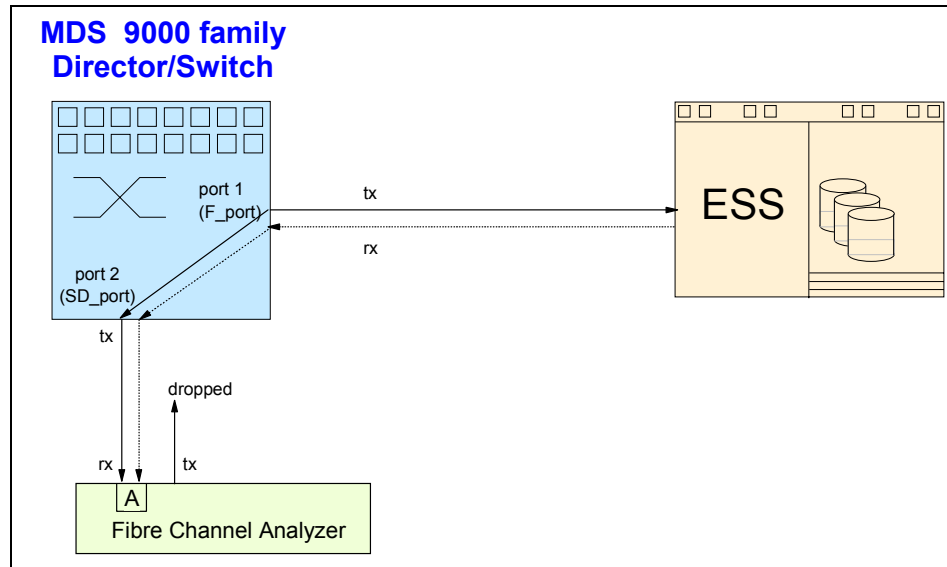 MDS 9000 family
Director/Switch
port 1
(F_port)
tx
rx
ESS
port 2
(SD_port)
tx
dropped
rx
tx
A
Fibre Channel Analyzer